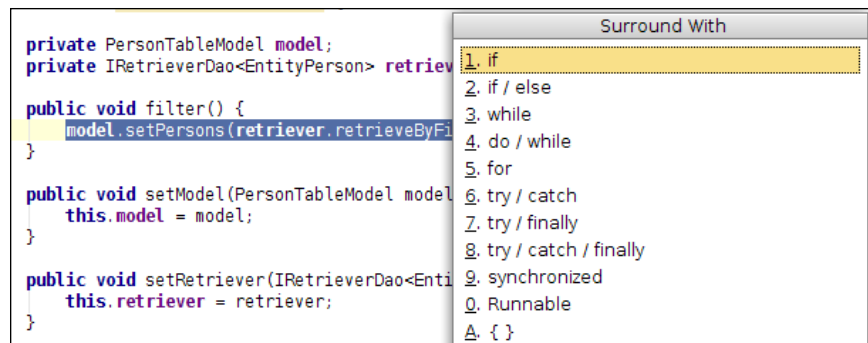 private PersonTableModel model;
private IRetrieverDao<EntityPerson> retriev
public void filter() {
model.setPersons(retriever.retrieveByFi
}
public void setModel(PersonTableModel model
this.model = model;
}
public void setRetriever(IRetrieverDao<Enti
this.retriever = retriever;
}
Surround With
1. if
2. if / else
3. while
4. do / while
5. for
6. try / catch
7. try / finally
8. try / catch / finally
9. synchronized
0. Runnable
A. { }